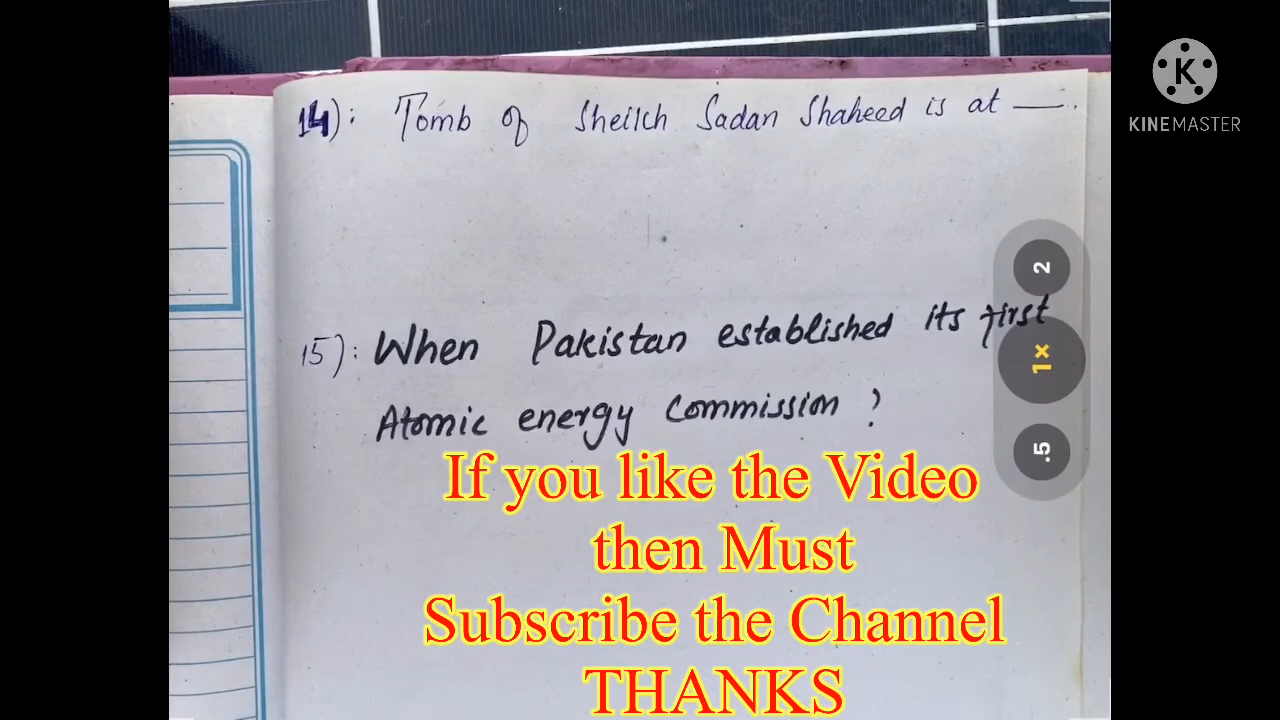 KINEMASTER
14): Tomb of Sheikh Sadan Shaheed is at —.
15): When Pakistan established its first
Atomic energy Commission ?
2
1×
.5
If you like the Video
then Must
Subscribe the Channel
THANKS